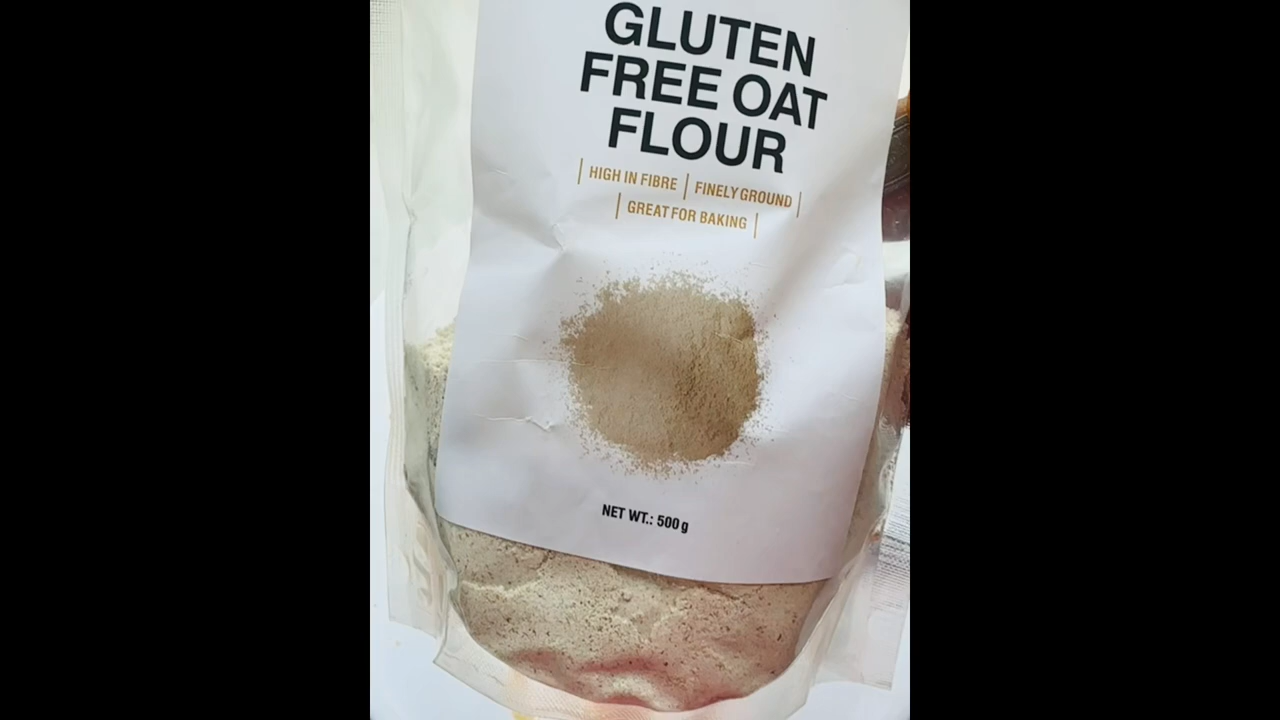 GLUTEN
FREE OAT
FLOUR
| HIGH IN FIBRE | FINELY GROUND |
| GREAT FOR BAKING |
NET WT.: 500 g